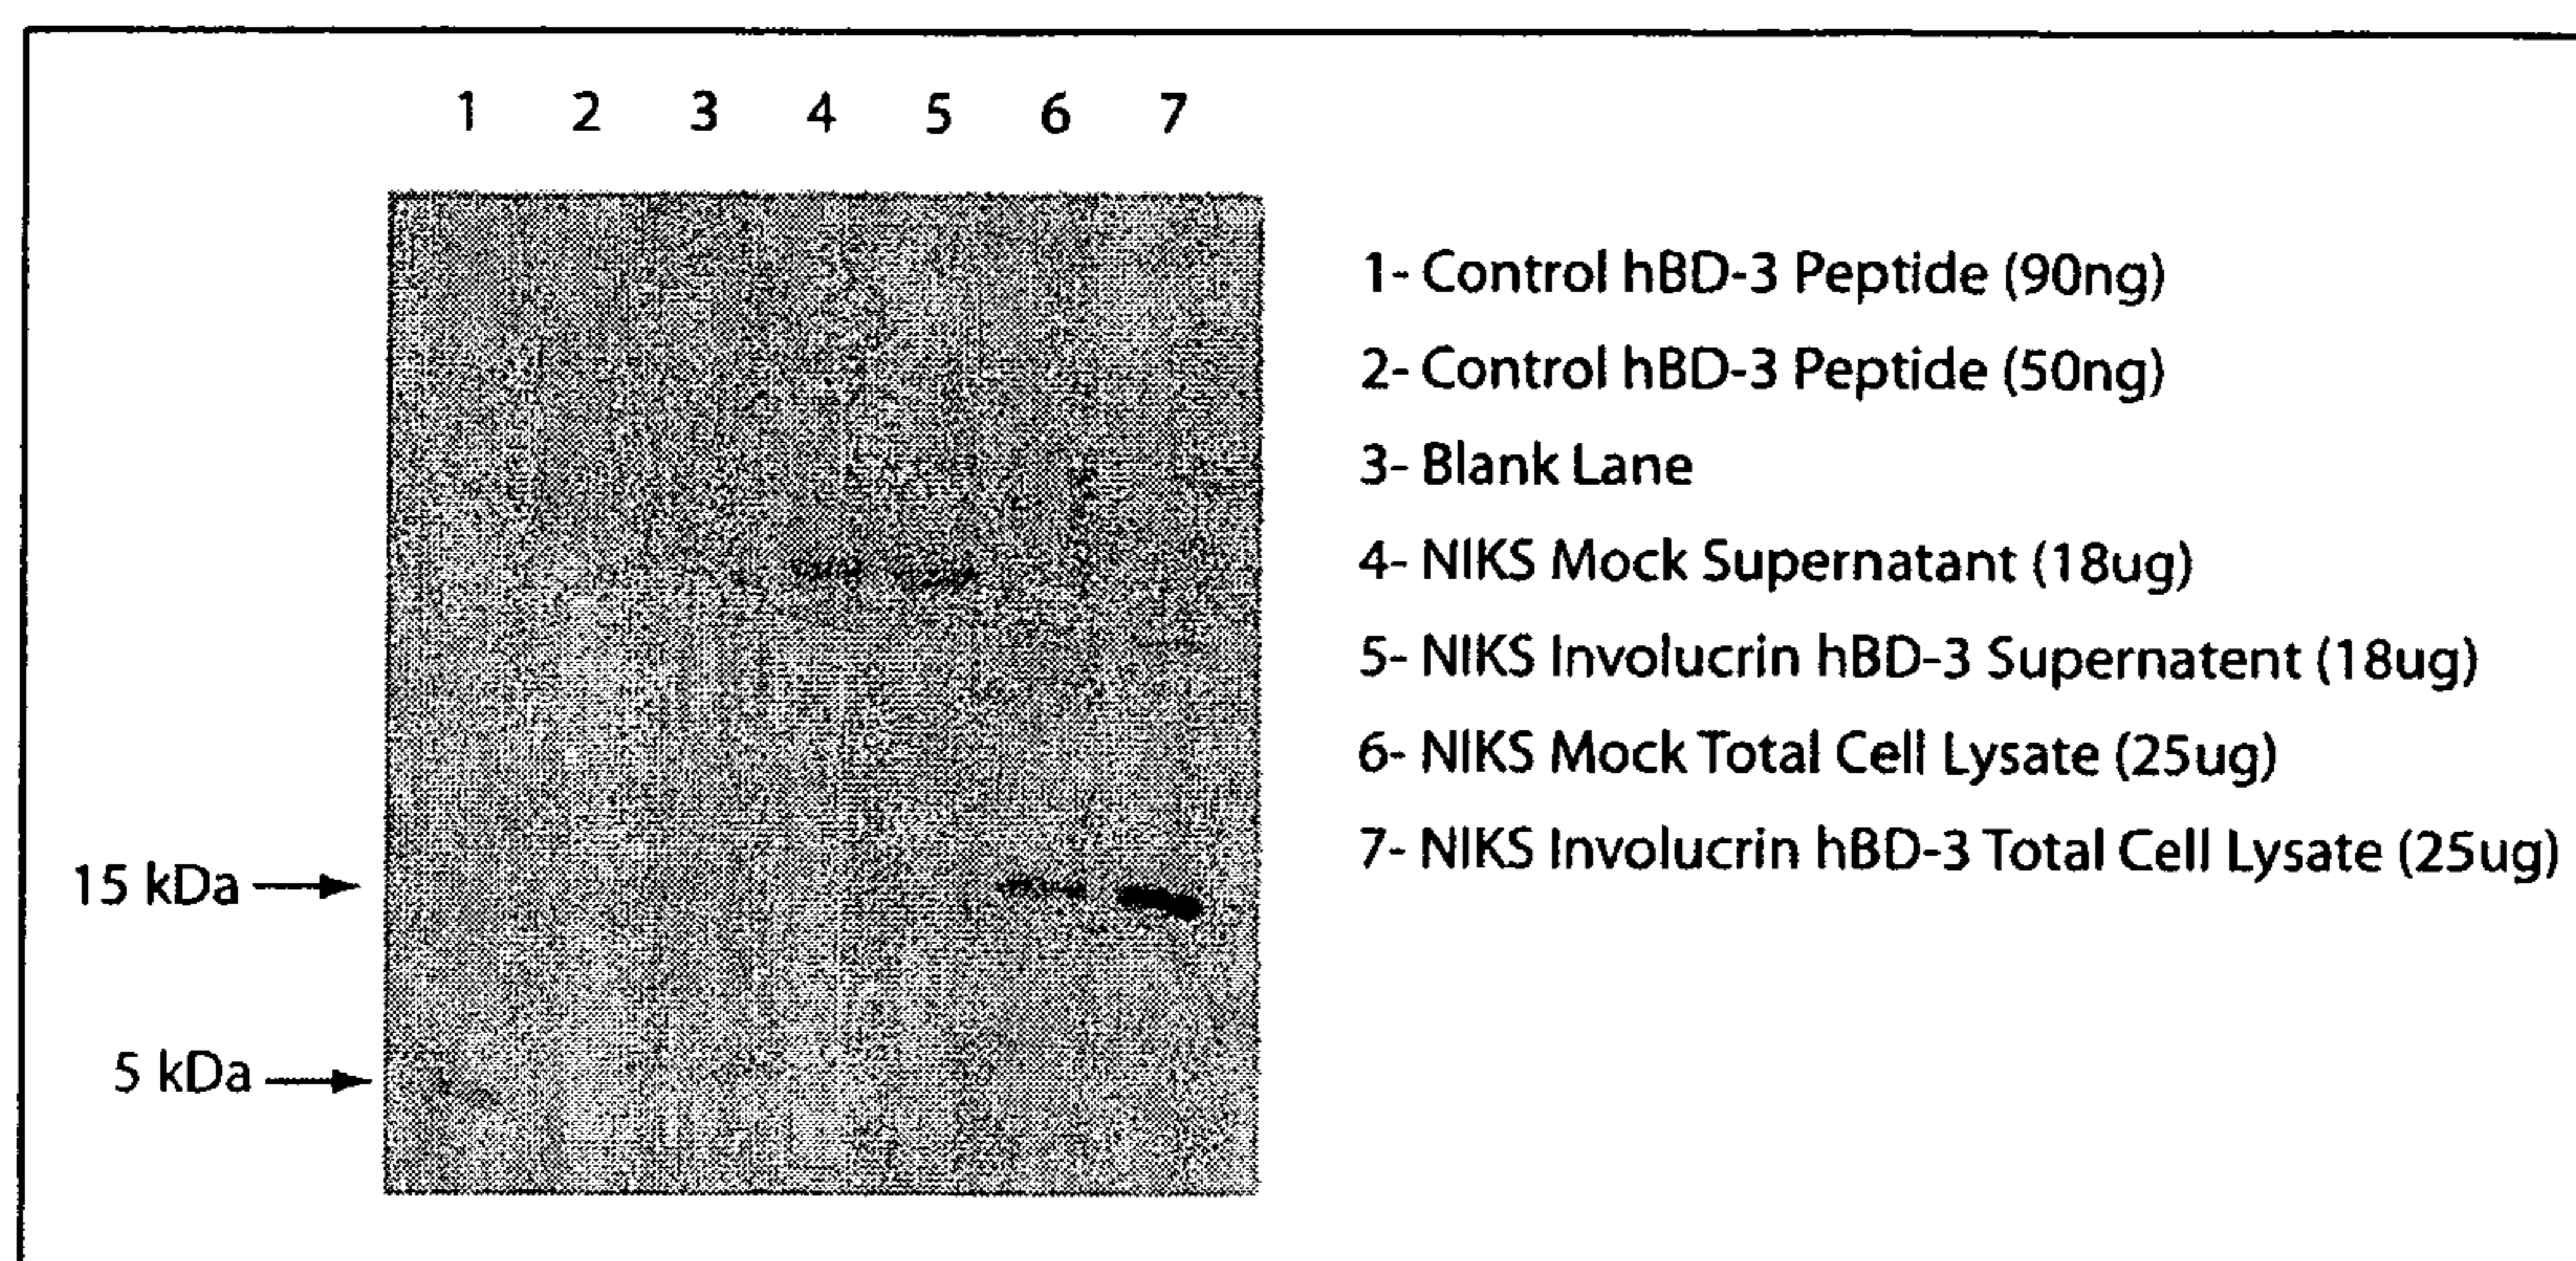 1 2 3 4 5 6 7
1- Control hBD-3 Peptide (90ng)
2- Control hBD-3 Peptide (50ng)
3- Blank Lane
4- NIKS Mock Supernatant (18ug)
5- NIKS Involucrin hBD-3 Supernatent (18ug)
6- NIKS Mock Total Cell Lysate (25ug)
7- NIKS Involucrin hBD-3 Total Cell Lysate (25ug)
15 kDa
5 kDa